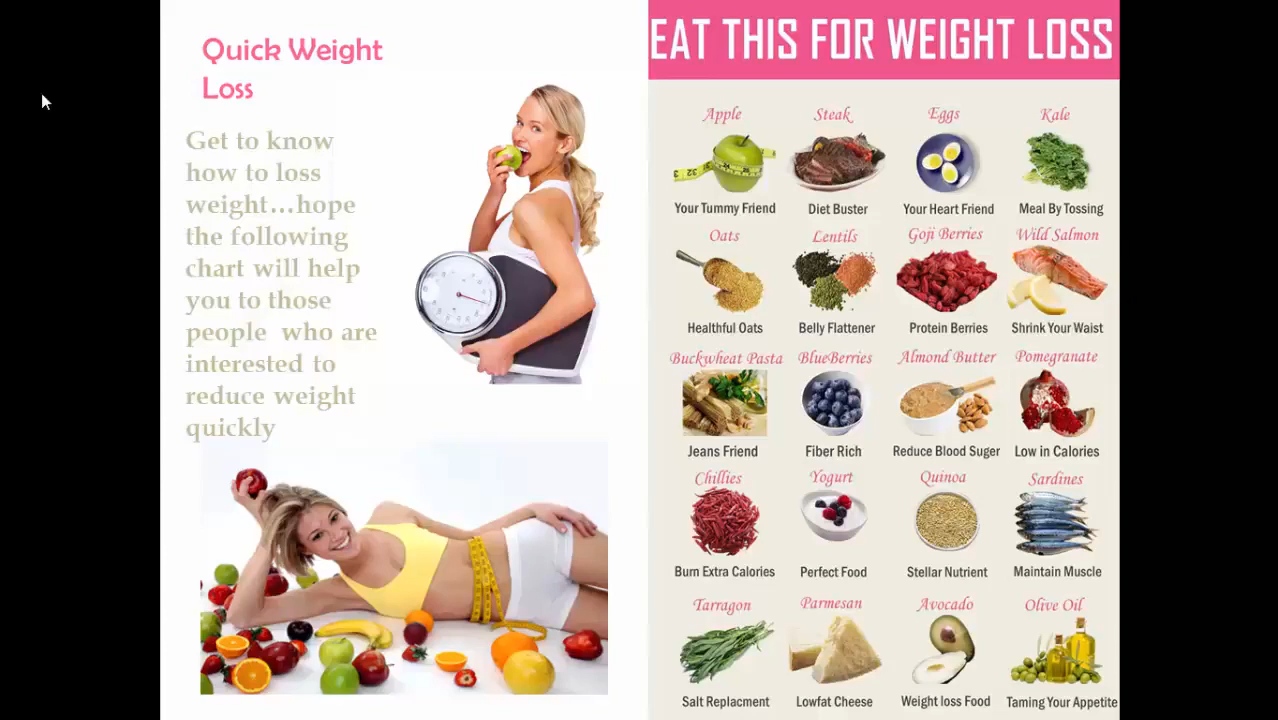 Quick Weight
Loss
Get to know
how to loss
weight...hope
the following
chart will help
you to those
people who are
interested to
reduce weight
quickly
EAT THIS FOR WEIGHT LOSS
Apple Steak Eggs Kale
Your Tummy Friend Diet Buster Your Heart Friend Meal By Tossing
Oats Lentils Goji Berries Wild Salmon
Healthful Oats Belly Flattener Protein Berries Shrink Your Waist
Buckwheat Pasta BlueBerries Almond Butter Pomegranate
Jeans Friend Fiber Rich Reduce Blood Suger Low in Calories
Chillies Yogurt Quinoa Sardines
Burn Extra Calories Perfect Food Stellar Nutrient Maintain Muscle
Tarragon Parmesan Avocado Olive Oil
Salt Replacment Lowfat Cheese Weight loss Food Taming Your Appetite